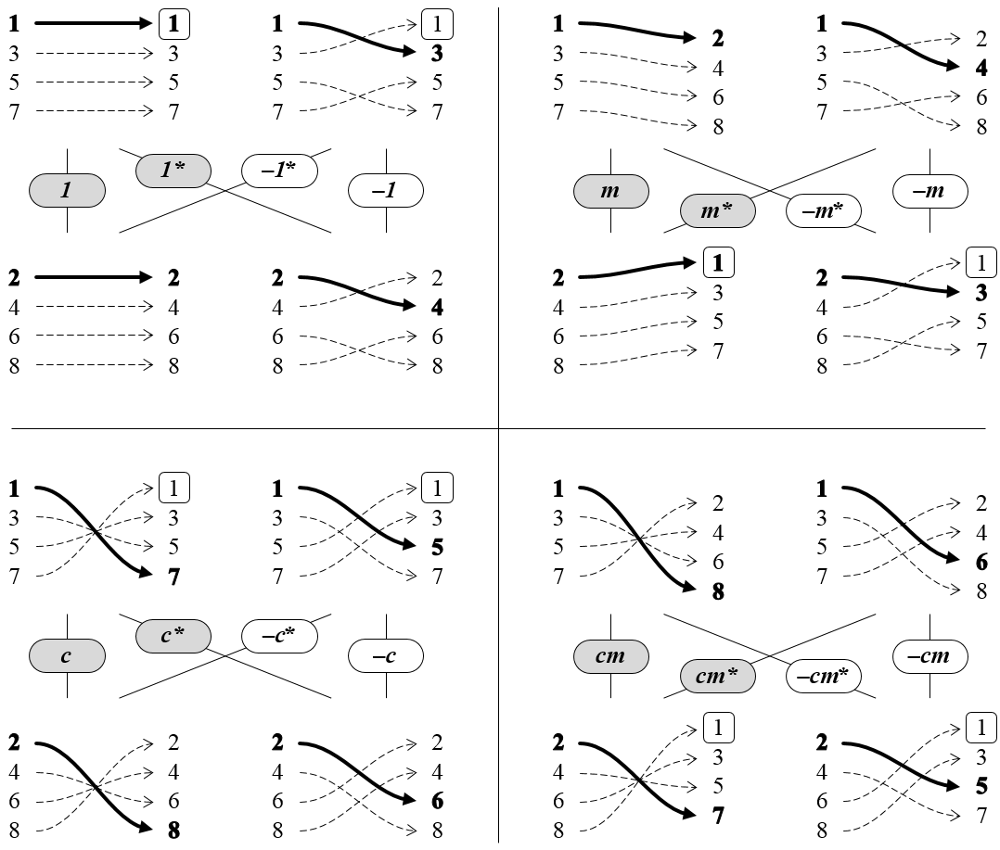 1 1 1 1
3 3 3 3
5 5 5 5
7 7 7 7
1 1* –1* –1
2 2 2 2
4 4 4 4
6 6 6 6
8 8 8 8
1 2 1 2
3 4 3 4
5 6 5 6
7 8 7 8
m m* –m* –m
2 1 2 1
4 3 4 3
6 5 6 5
8 7 8 7
1 1 1 1
3 3 3 3
5 5 5 5
7 7 7 7
c c* –c* –c
2 2 2 2
4 4 4 4
6 6 6 6
8 8 8 8
1 2 1 2
3 4 3 4
5 6 5 6
7 8 7 8
cm cm* –cm* –cm
2 1 2 1
4 3 4 3
6 5 6 5
8 7 8 7